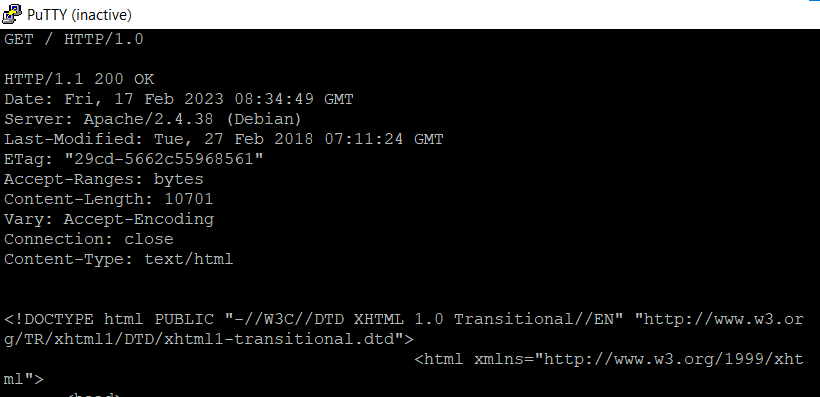 PuTTY (inactive)
GET / HTTP/1.0
HTTP/1.1 200 OK
Date: Fri, 17 Feb 2023 08:34:49 GMT
Server: Apache/2.4.38 (Debian)
Last-Modified: Tue, 27 Feb 2018 07:11:24 GMT
ETag: "29cd-5662c55968561"
Accept-Ranges: bytes
Content-Length: 10701
Vary: Accept-Encoding
Connection: close
Content-Type: text/html
<!DOCTYPE html PUBLIC "-//W3C//DTD XHTML 1.0 Transitional//EN" "http://www.w3.or
g/TR/xhtml1/DTD/xhtml1-transitional.dtd">
<html xmlns="http://www.w3.org/1999/xht
ml">
<head>